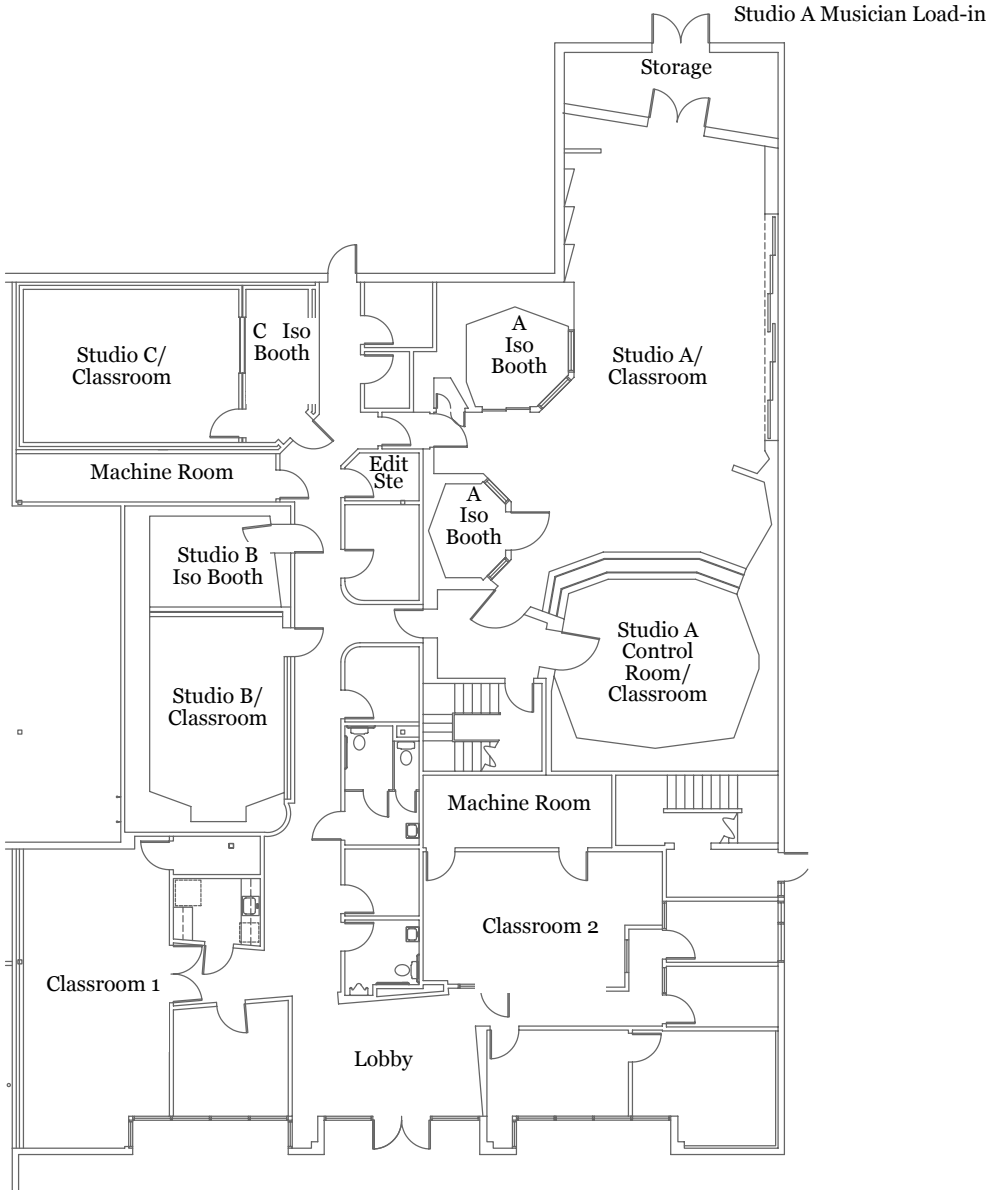 Studio A Musician Load-in
Storage
C Iso
Booth
A
Iso
Booth
Studio C/
Classroom
Studio A/
Classroom
Machine Room
Edit
Ste
A
Iso
Booth
Studio B
Iso Booth
Studio A
Control
Room/
Classroom
Studio B/
Classroom
Machine Room
Classroom 2
Classroom 1
Lobby